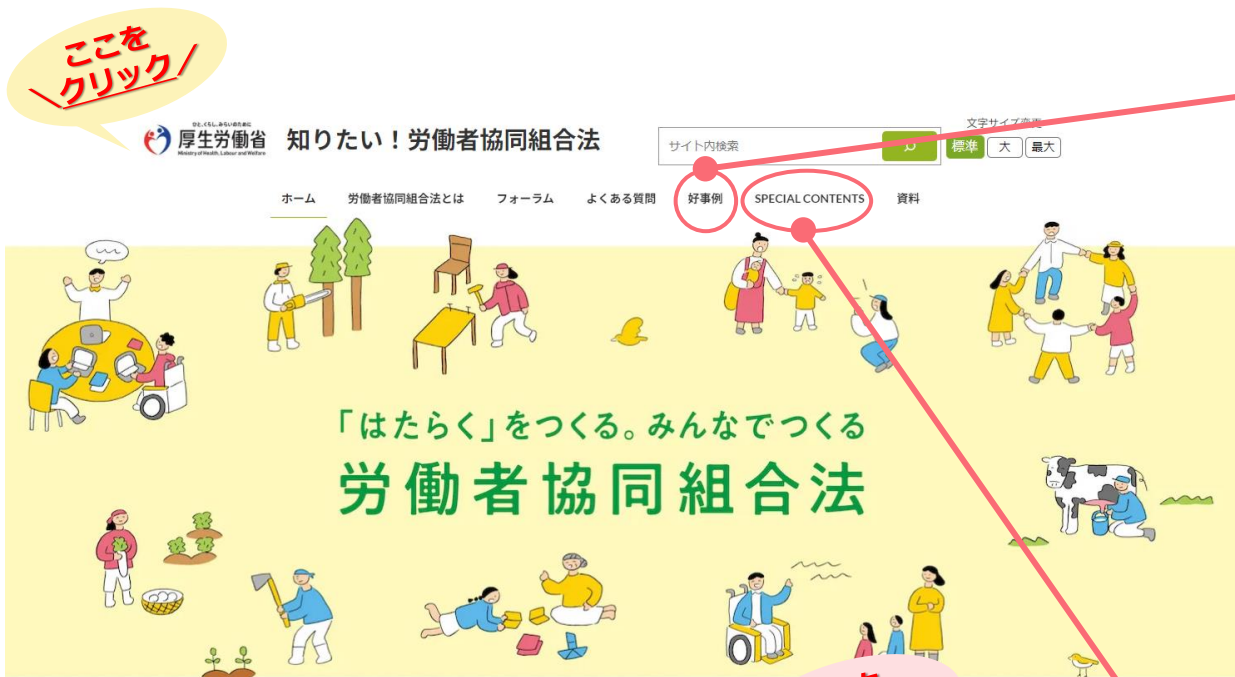 ここを
クリック
ひと、くらし、みらいのために
厚生労働省
Ministry of Health, Labour and Welfare
知りたい！労働者協同組合法
サイト内検索
文字サイズ変更
標準 大 最大
ホーム 労働者協同組合法とは フォーラム よくある質問 好事例 SPECIAL CONTENTS 資料
「はたらく」をつくる。みんなでつくる
労働者協同組合法